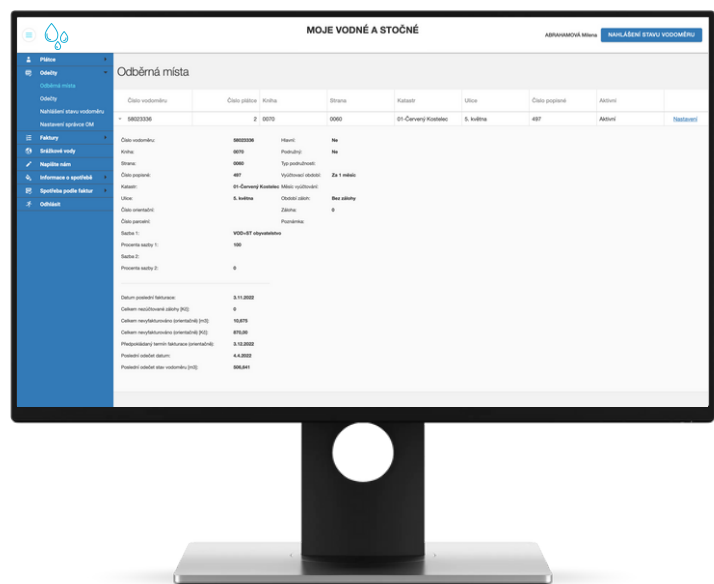 MOJE VODNÉ A STOČNÉ
ABRAHAMOVÁ Milena
NAHLÁŠENÍ STAVU VODOMĚRU
Plátce
Odečty
Odběrná místa
Odečty
Nahlášení stavu vodoměru
Nastavení správce OM
Faktury
Srážkové vody
Napište nám
Informace o spotřebě
Spotřeba podle faktur
Odhlásit
Odběrná místa
Číslo vodoměru Číslo plátce Kniha Strana Katastr Ulice Číslo popisné Aktivní
58023336 2 0070 0060 01-Červený Kostelec 5. května 497 Aktivní Nastavení
Číslo vodoměru: 58023336 Hlavní: Ne
Kniha: 0070 Podružný: Ne
Strana: 0060 Typ podružnosti:
Číslo popisné: 497 Vyúčtovací období: Za 1 měsíc
Katastr: 01-Červený Kostelec Měsíc vyúčtování:
Ulice: 5. května Období záloh: Bez zálohy
Číslo orientační: Záloha: 0
Číslo parcelní: Poznámka:
Sazba 1: VOD+ST obyvatelstvo
Procento sazby 1: 100
Sazba 2:
Procento sazby 2: 0
Datum poslední fakturace: 3.11.2022
Celkem nezúčtované zálohy [Kč]: 0
Celkem nevyfakturováno (orientačně) [m3]: 10,675
Celkem nevyfakturováno (orientačně) [Kč]: 870,00
Předpokládaný termín fakturace (orientačně): 3.12.2022
Poslední odečet datum: 4.4.2022
Poslední odečet stav vodoměru [m3]: 506,641